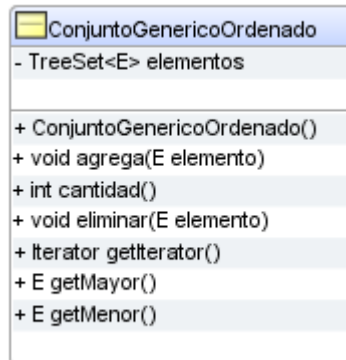 ConjuntoGenericoOrdenado
- TreeSet<E> elementos
+ ConjuntoGenericoOrdenado()
+ void agrega(E elemento)
+ int cantidad()
+ void eliminar(E elemento)
+ Iterator getIterator()
+ E getMayor()
+ E getMenor()